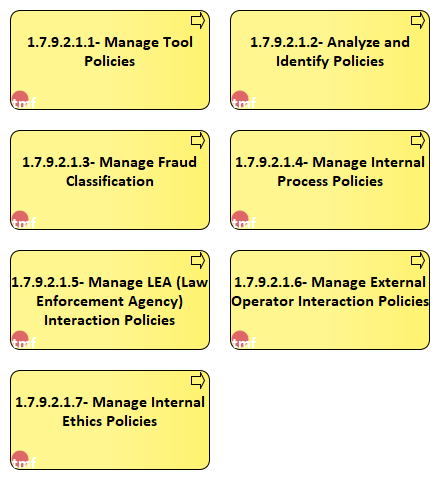 1.7.9.2.1.1- Manage Tool
Policies
tmf
1.7.9.2.1.2- Analyze and
Identify Policies
tmf
1.7.9.2.1.3- Manage Fraud
Classification
tmf
1.7.9.2.1.4- Manage Internal
Process Policies
tmf
1.7.9.2.1.5- Manage LEA (Law
Enforcement Agency)
Interaction Policies
tmf
1.7.9.2.1.6- Manage External
Operator Interaction Policies
tmf
1.7.9.2.1.7- Manage Internal
Ethics Policies
tmf